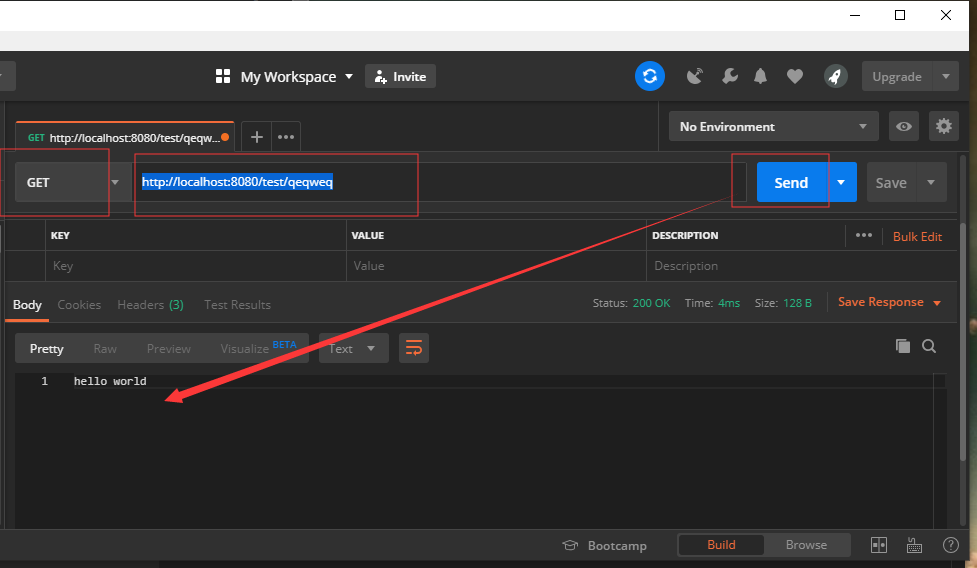 My Workspace Invite Upgrade
GET http://localhost:8080/test/qeqw...
No Environment
GET http://localhost:8080/test/qeqweq Send Save
KEY VALUE DESCRIPTION Bulk Edit
Key Value Description
Body Cookies Headers (3) Test Results Status: 200 OK Time: 4ms Size: 128 B Save Response
Pretty Raw Preview Visualize BETA Text
1 hello world
Bootcamp Build Browse